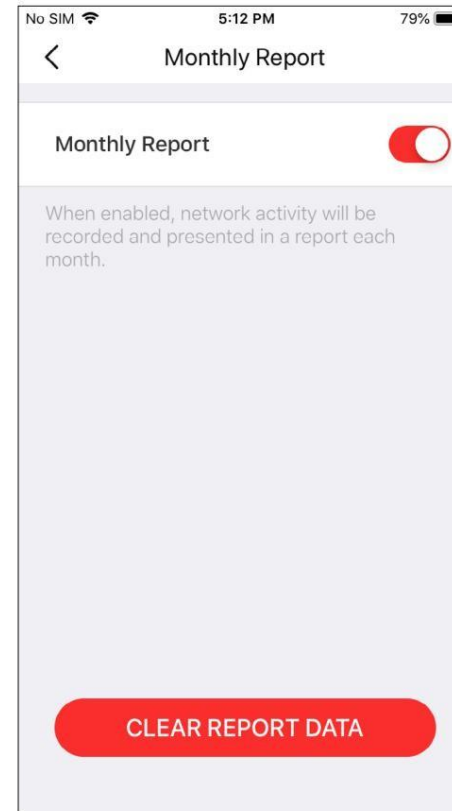 No SIM 5:12 PM 79%
Monthly Report
Monthly Report
When enabled, network activity will be
recorded and presented in a report each
month.
CLEAR REPORT DATA